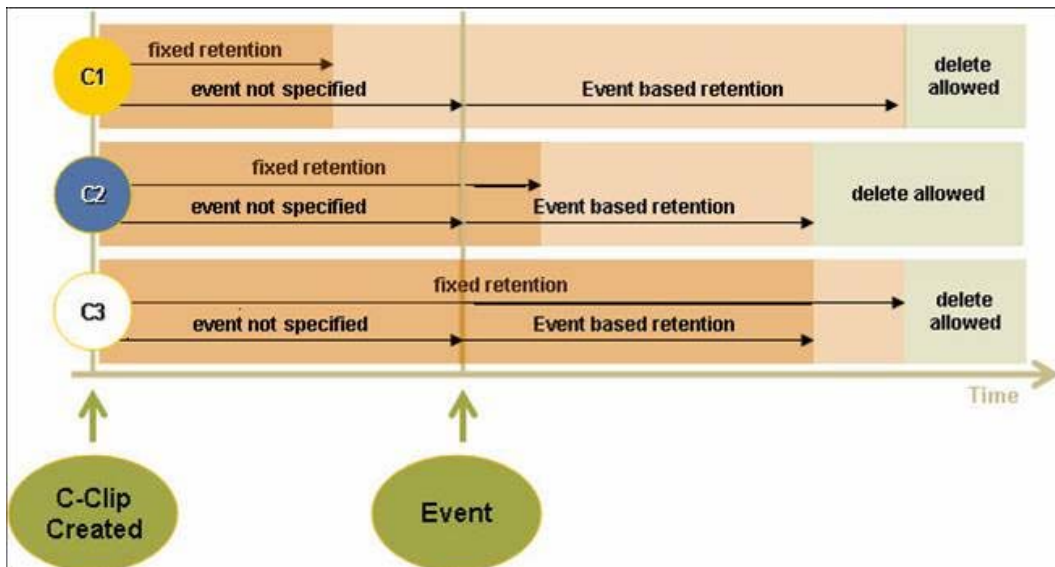 fixed retention
C1
event not specified
Event based retention
delete
allowed
fixed retention
C2
event not specified
Event based retention
delete allowed
fixed retention
C3
event not specified
Event based retention
delete
allowed
Time
C-Clip
Created
Event